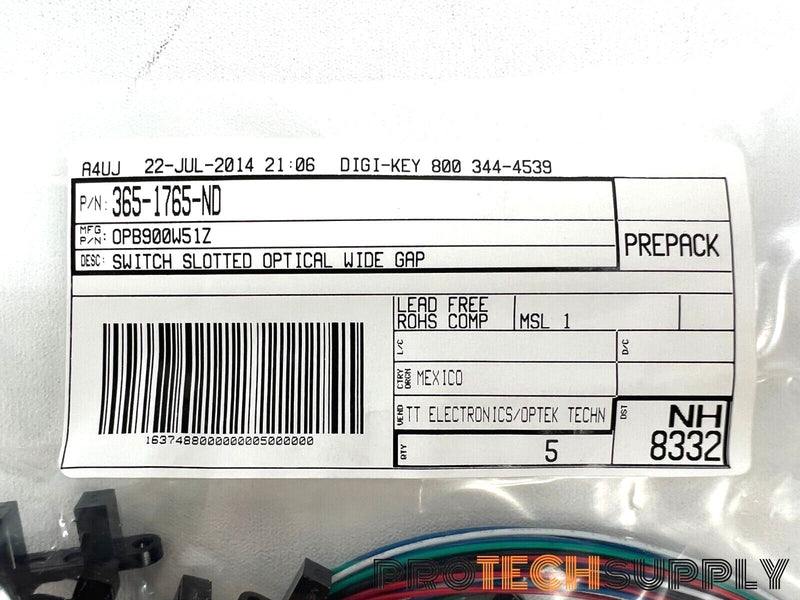 A4UJ 22-JUL-2014 21:06 DIGI-KEY 800 344-4539
P/N: 365-1765-ND
MFG P/N: OPB900W51Z
PREPACK
DESC: SWITCH SLOTTED OPTICAL WIDE GAP
LEAD FREE
ROHS COMP
MSL 1
L/C
D/C
CTRY ORGN MEXICO
VEND TT ELECTRONICS/OPTEK TECHN
DST NH
8332
QTY 5
1637488000000005000000
PROTECHSUPPLY